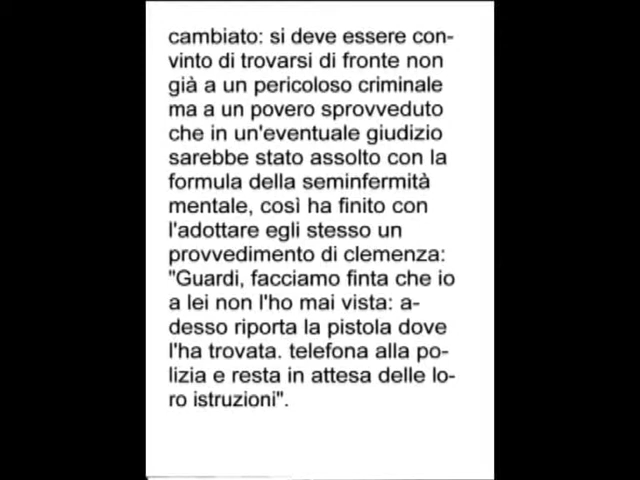 cambiato: si deve essere con-
vinto di trovarsi di fronte non
già a un pericoloso criminale
ma a un povero sprovveduto
che in un'eventuale giudizio
sarebbe stato assolto con la
formula della seminfermità
mentale, così ha finito con
l'adottare egli stesso un
provvedimento di clemenza:
"Guardi, facciamo finta che io
a lei non l'ho mai vista: a-
desso riporta la pistola dove
l'ha trovata. telefona alla po-
lizia e resta in attesa delle lo-
ro istruzioni".